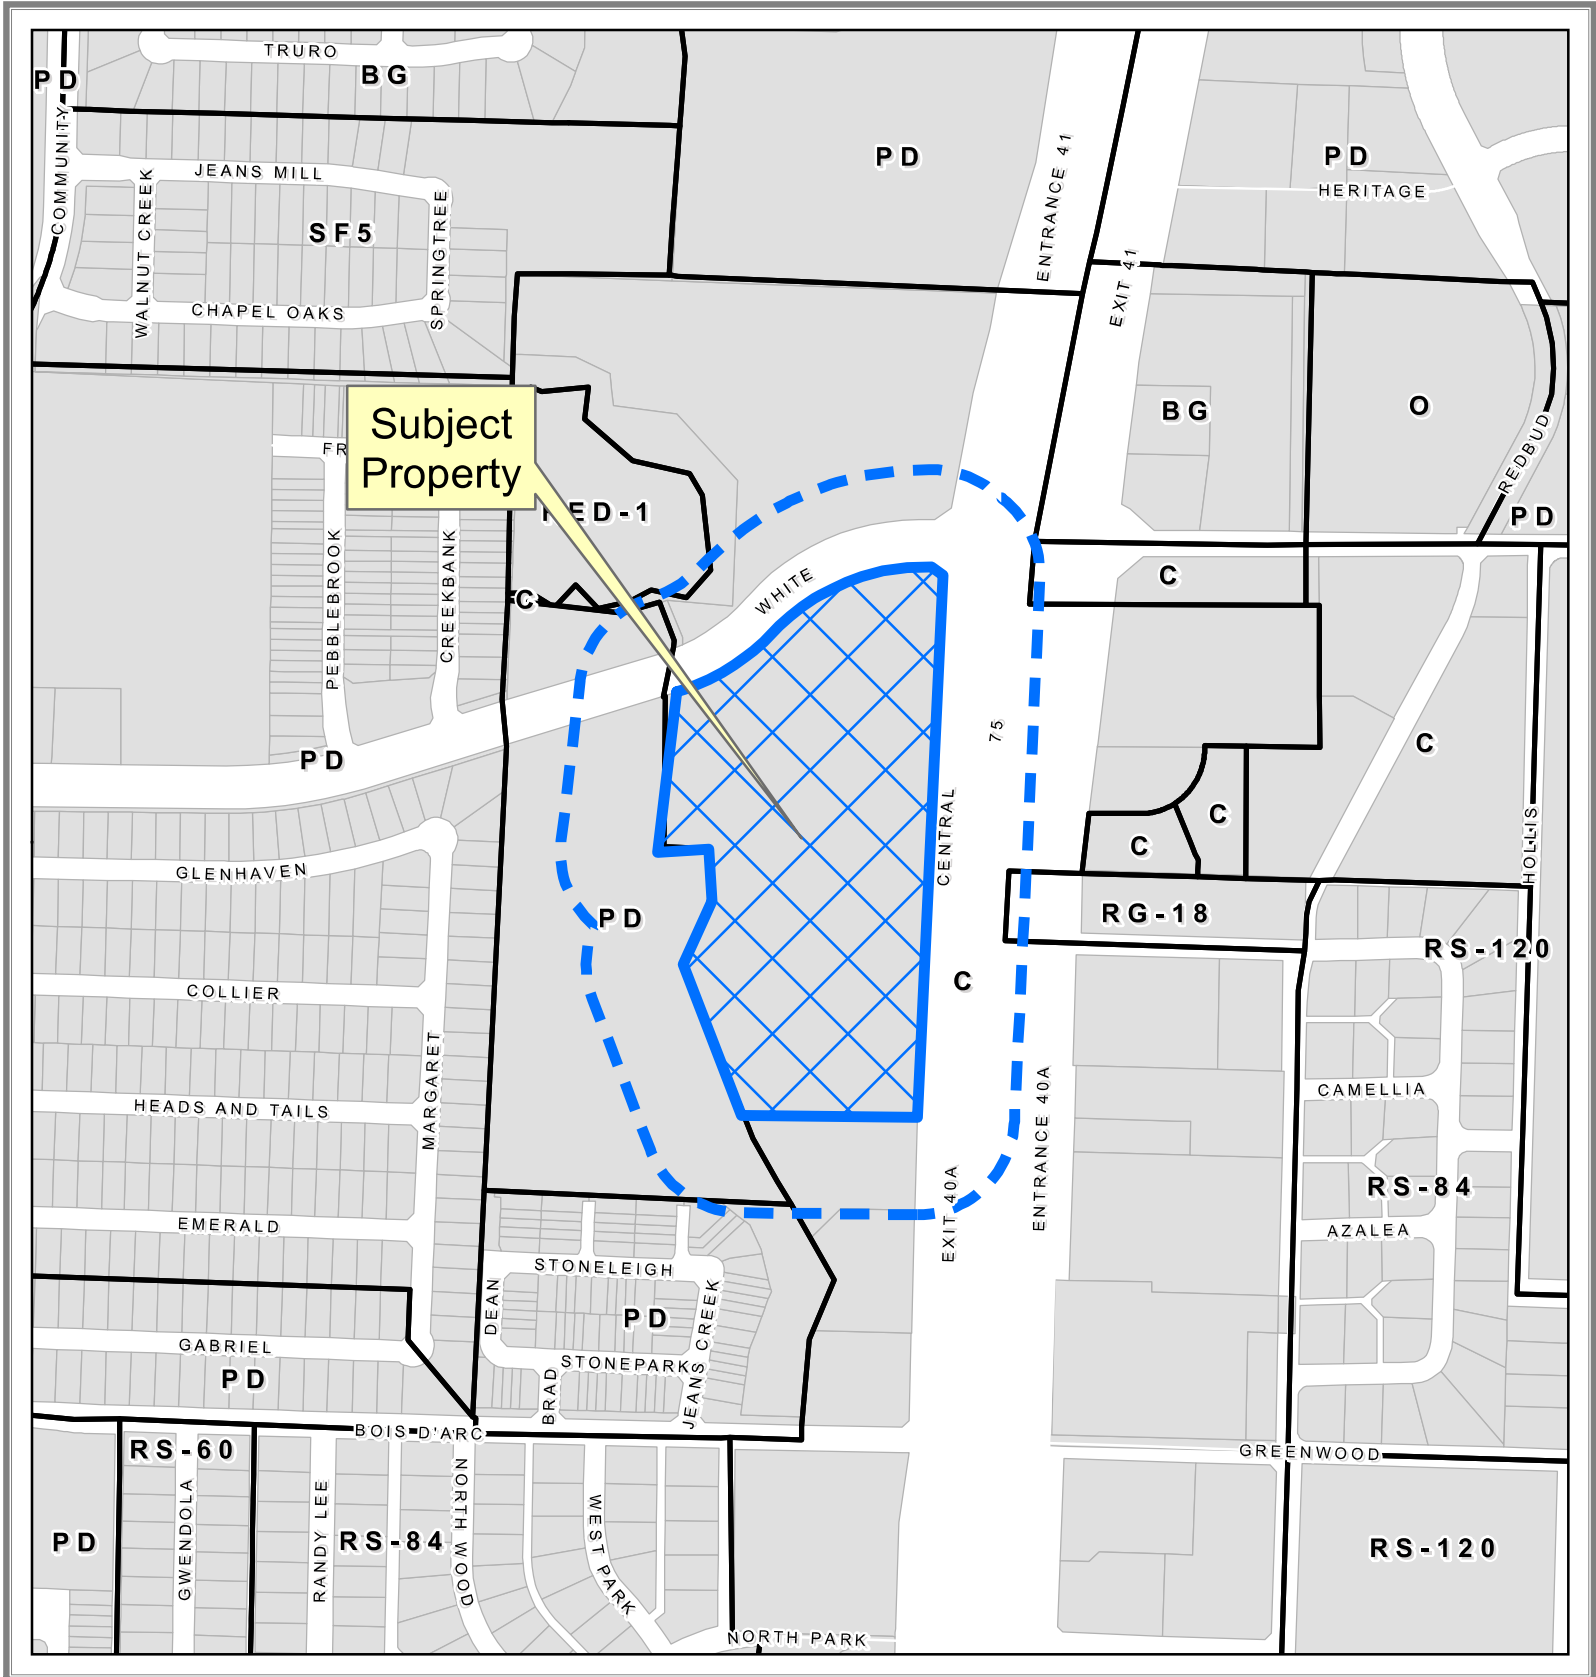 TRURO
BG
PD
COMMUNITY
PD
ENTRANCE 41
PD
HERITAGE
JEANS MILL
WALNUT CREEK
SF5
SPRINGTREE
CHAPEL OAKS
EXIT 41
BG
O
REDBUD
PD
Subject
Property
PEBBLEBROOK
CREEKBANK
C
WHITE
C
PD
75
C
C
C
HOLLIS
CENTRAL
GLENHAVEN
PD
RG-18
RS-120
COLLIER
C
MARGARET
HEADS AND TAILS
ENTRANCE 40A
CAMELLIA
EMERALD
EXIT 40A
RS-84
AZALEA
STONELEIGH
DEAN
PD
JEANS CREEK
GABRIEL
STONEPARK
PD
BRAD
BOIS D'ARC
RS-60
GREENWOOD
GWENDOLA
RANDY LEE
RS-84
NORTH WOOD
WEST PARK
PD
RS-120
NORTH PARK